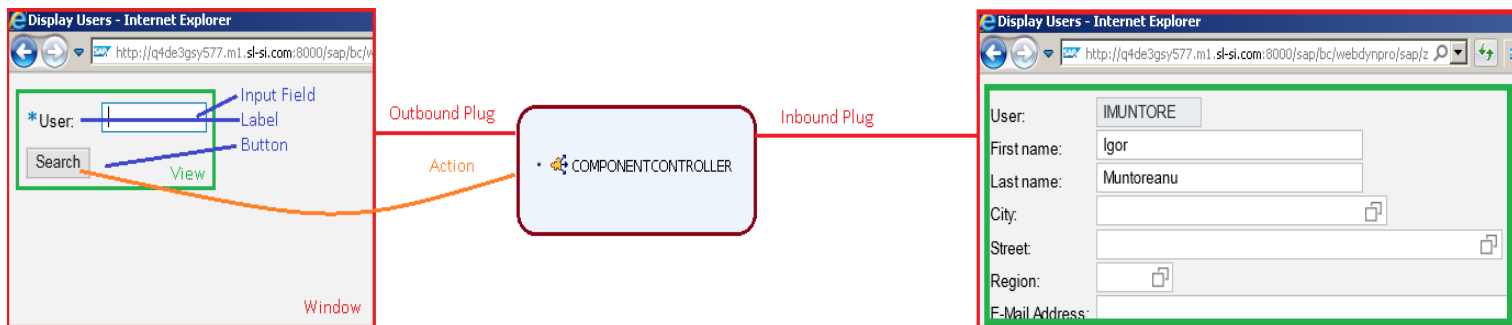 Display Users - Internet Explorer
http://q4de3gsy577.m1.sl-si.com:8000/sap/bc/w
*User:
Search
Input Field
Label
Button
View
Window
Outbound Plug
Action
COMPONENTCONTROLLER
Inbound Plug
Display Users - Internet Explorer
http://q4de3gsy577.m1.sl-si.com:8000/sap/bc/webdynpro/sap/z
User: IMUNTORE
First name: Igor
Last name: Muntoreanu
City:
Street:
Region:
E-Mail Address: